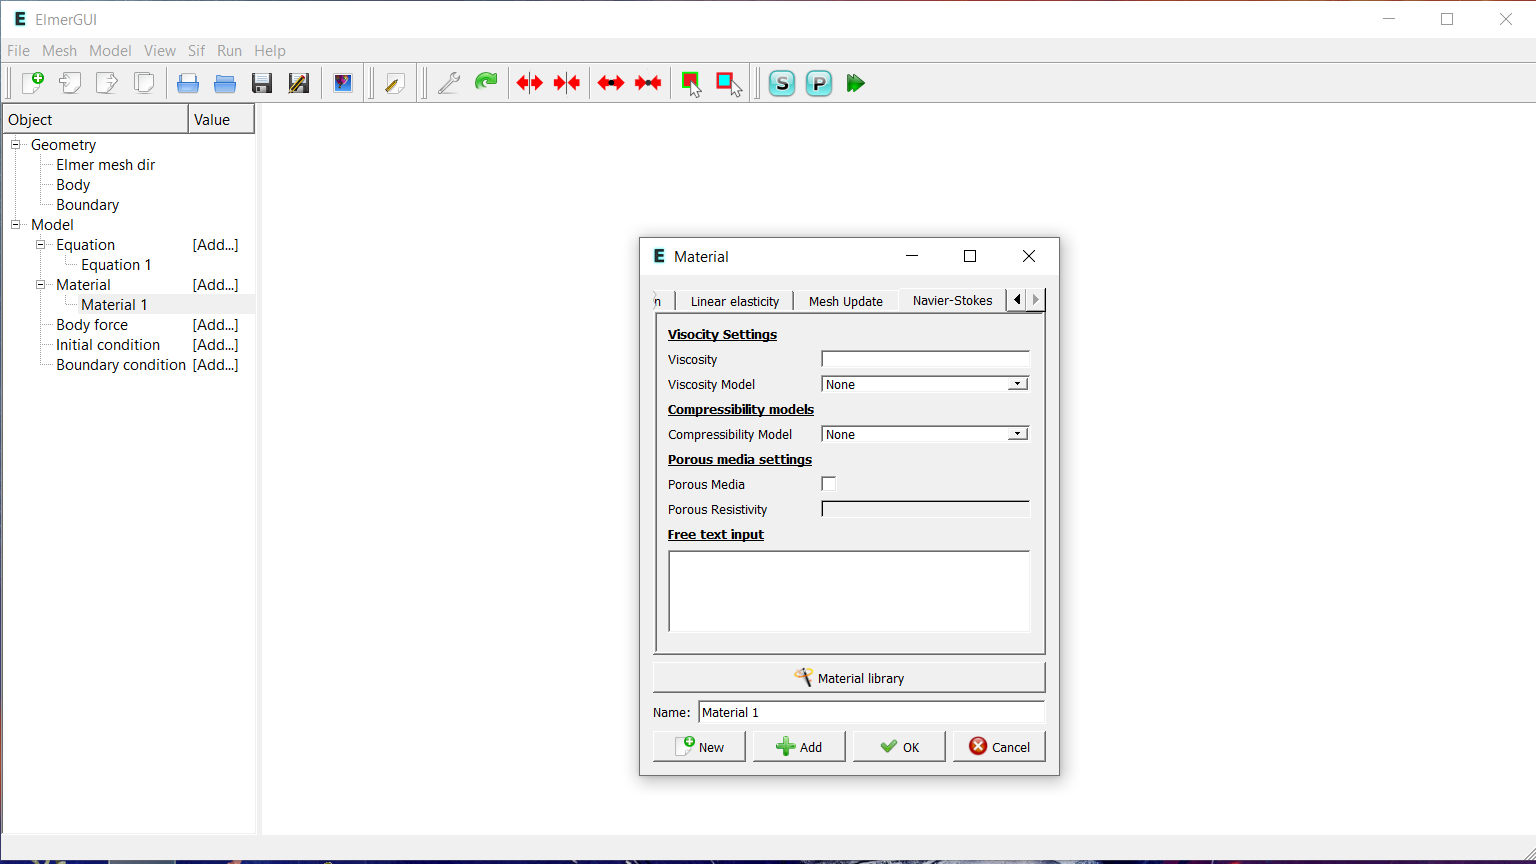 ElmerGUI
File Mesh Model View Sif Run Help
S P
Object Value
Geometry
Elmer mesh dir
Body
Boundary
Model
Equation [Add...]
Equation 1
Material [Add...]
Material 1
Body force [Add...]
Initial condition [Add...]
Boundary condition [Add...]
Material
n Linear elasticity Mesh Update Navier-Stokes
Visocity Settings
Viscosity
Viscosity Model None
Compressibility models
Compressibility Model None
Porous media settings
Porous Media
Porous Resistivity
Free text input
Material library
Name: Material 1
New Add OK Cancel